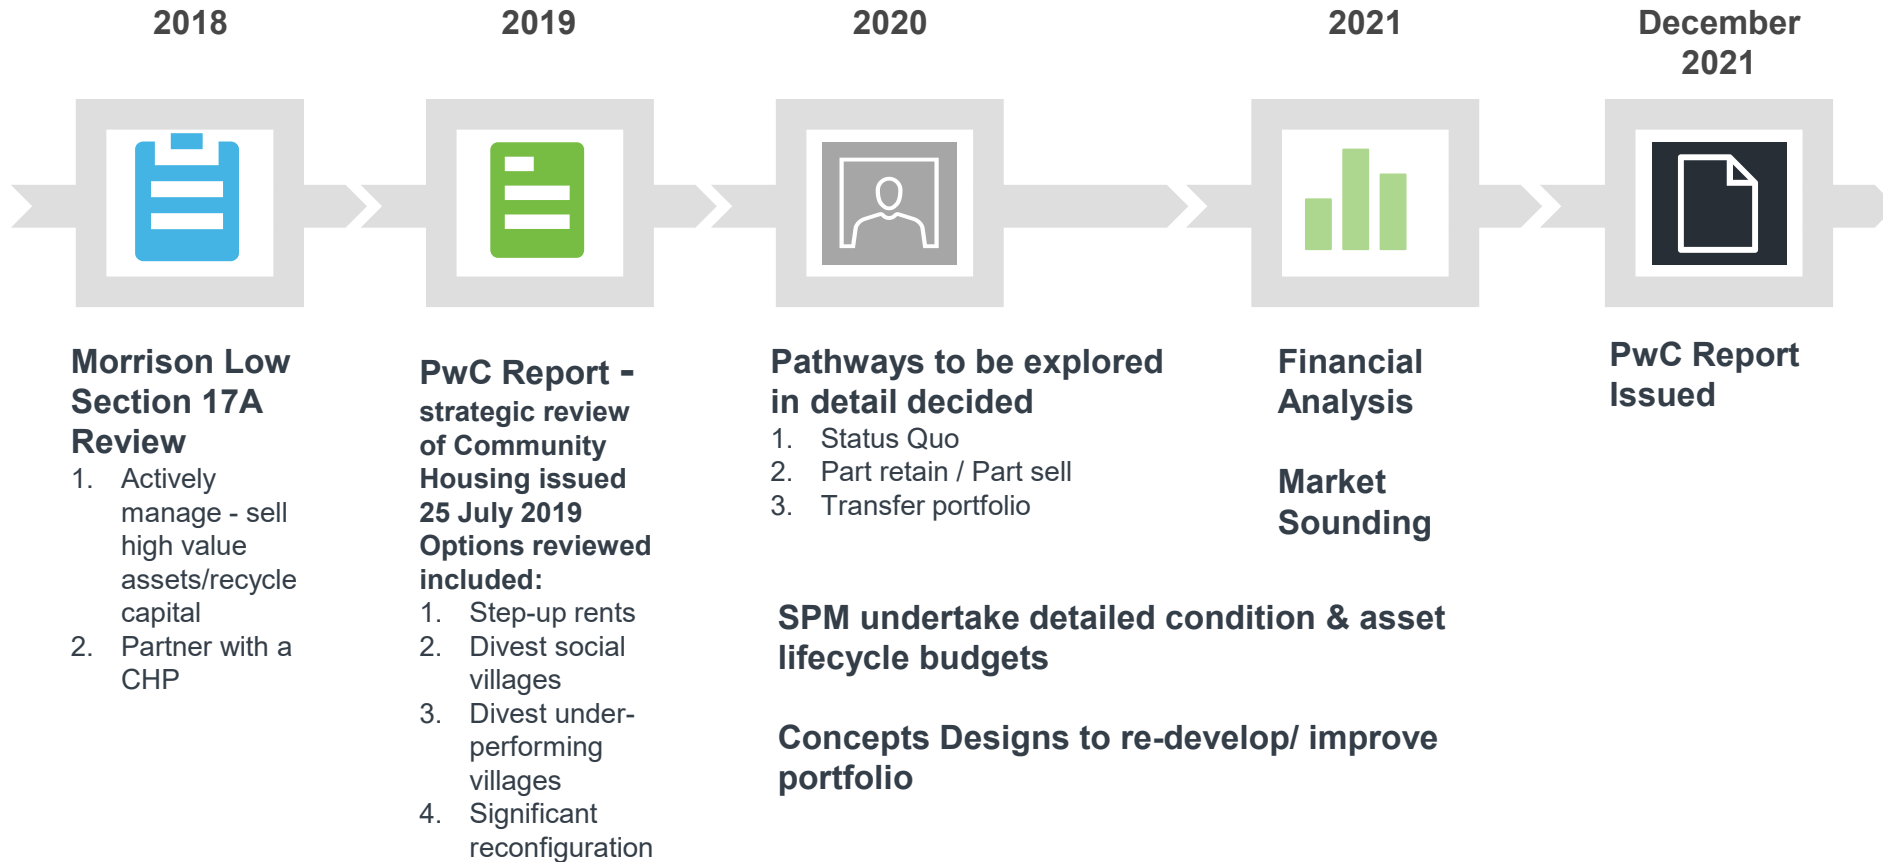 2018
2019
2020
2021
December
2021
Morrison Low
Section 17A
Review
1. Actively
manage - sell
high value
assets/recycle
capital
2. Partner with a
CHP
PwC Report -
strategic review
of Community
Housing issued
25 July 2019
Options reviewed
included:
1. Step-up rents
2. Divest social
villages
3. Divest under-
performing
villages
4. Significant
reconfiguration
Pathways to be explored
in detail decided
1. Status Quo
2. Part retain / Part sell
3. Transfer portfolio
Financial
Analysis
Market
Sounding
SPM undertake detailed condition & asset
lifecycle budgets
Concepts Designs to re-develop/ improve
portfolio
PwC Report
Issued